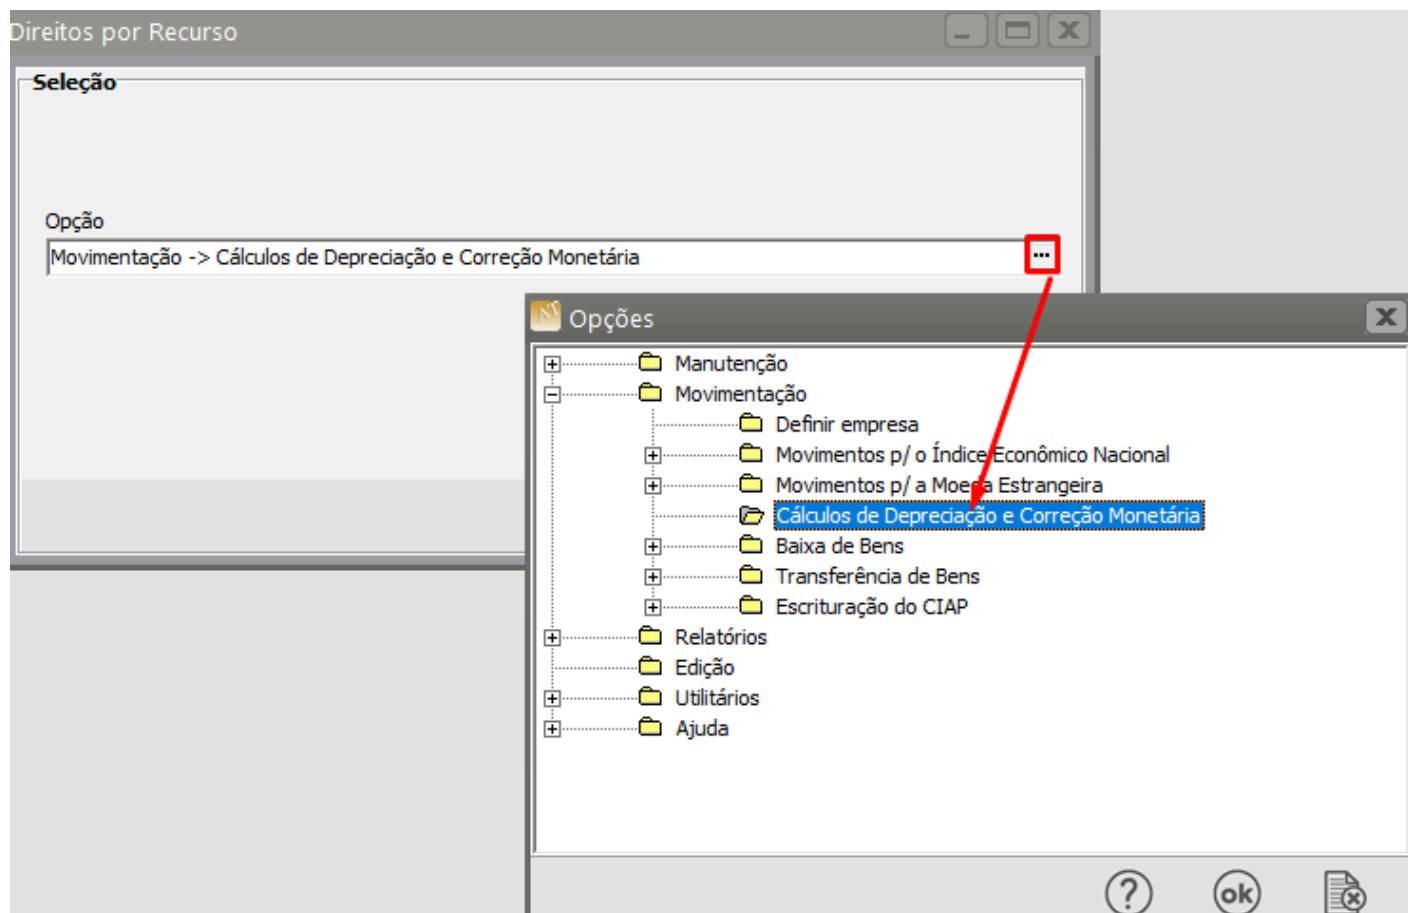 Direitos por Recurso
Seleção
Opção
Movimentação -> Cálculos de Depreciação e Correção Monetária
...
Opções
Manutenção
Movimentação
Definir empresa
Movimentos p/ o Índice Econômico Nacional
Movimentos p/ a Moeda Estrangeira
Cálculos de Depreciação e Correção Monetária
Baixa de Bens
Transferência de Bens
Escrituração do CIAP
Relatórios
Edição
Utilitários
Ajuda
?
ok